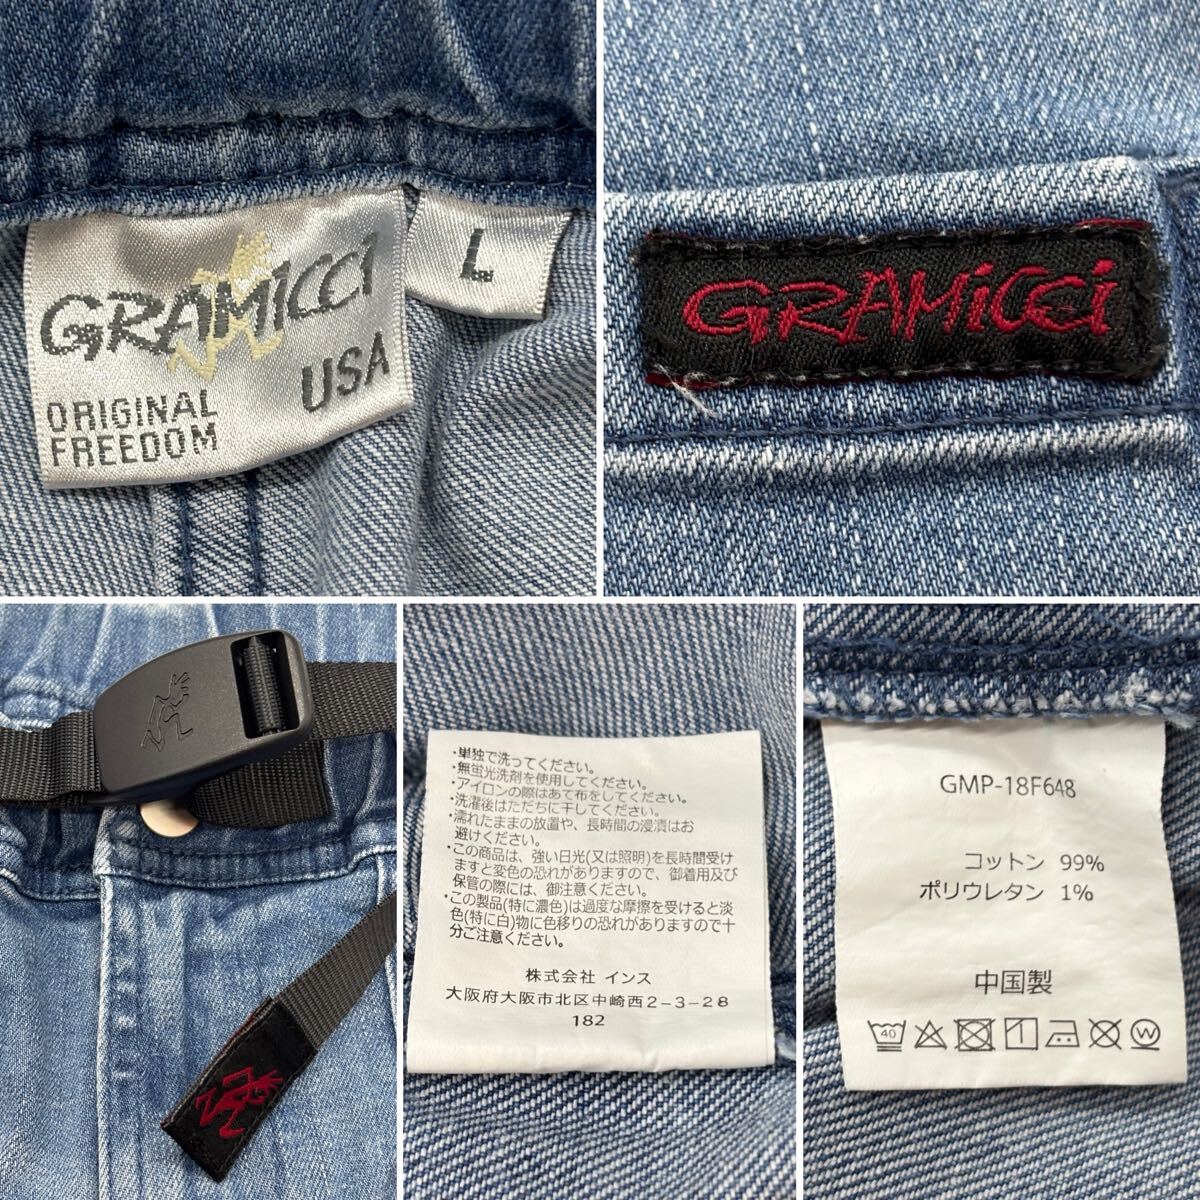 GRAMICCI
USA
ORIGINAL
FREEDOM
L
GRAMiCCi
・単独で洗ってください。
・無蛍光洗剤を使用してください。
・アイロンの際はあて布をしてください。
・洗濯後はただちに干してください。
・濡れたままの放置や、長時間の浸漬はお
避けください。
・この商品は、強い日光(又は照明)を長時間受け
ますと変色の恐れがありますので、御着用及び
保管の際には、御注意ください。
・この製品(特に濃色)は過度な摩擦を受けると淡
色(特に白)物に色移りの恐れがありますので十
分ご注意ください。
株式会社 インス
大阪府大阪市北区中崎西2-3-28
182
GMP-18F648
コットン 99%
ポリウレタン 1%
中国製
40
W